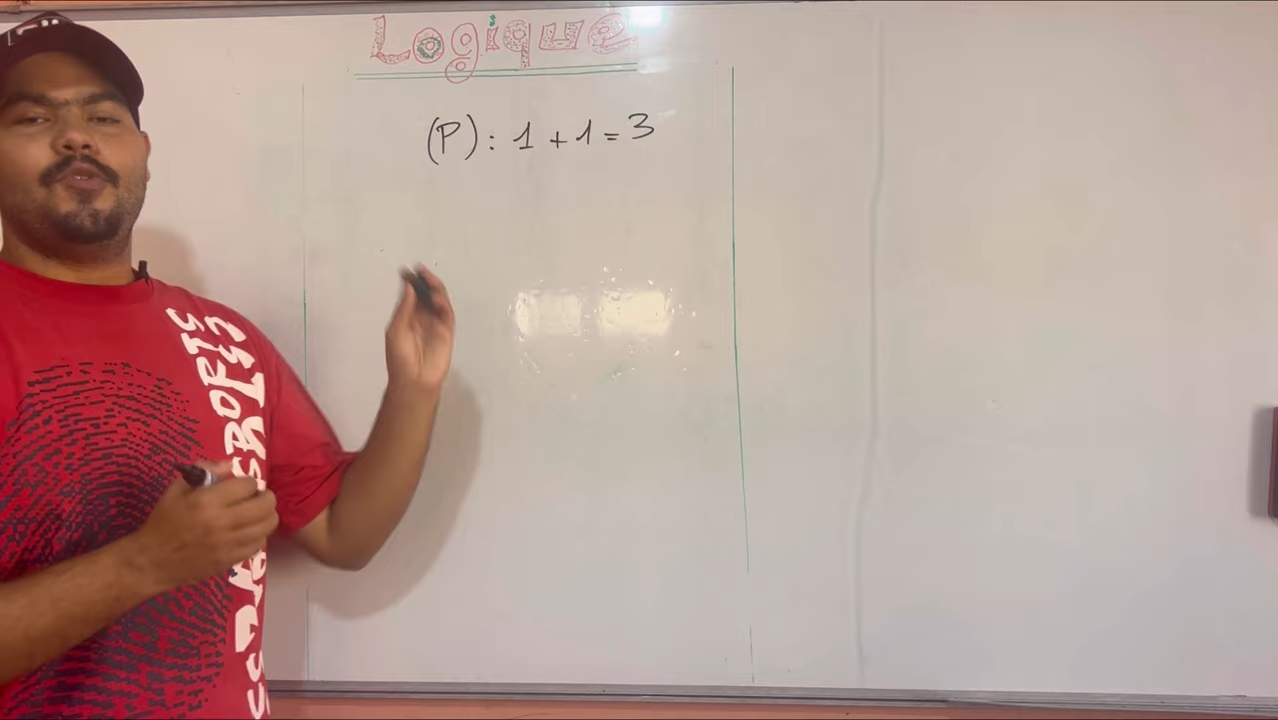 Logique
(P): 1 + 1 = 3